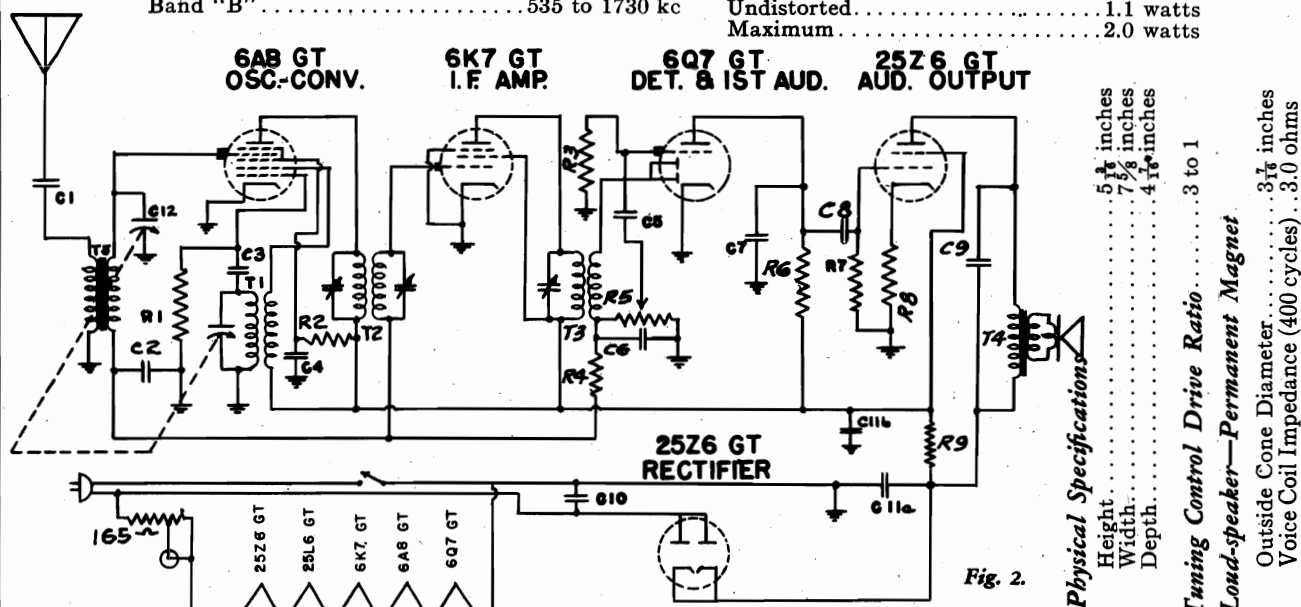 Band "B"..............................535 to 1730 kc
Undistorted..........................1.1 watts
Maximum...........................2.0 watts
6A8 GT
OSC.-CONV.
6K7 GT
I.F. AMP.
6Q7 GT
DET. & IST AUD.
25Z6 GT
AUD. OUTPUT
C1
C12
T5
C3
T1
R1
C2
R2
C4
T2
R3
C5
T3
R5
C6
R4
C7
R6
C8
R7
R8
C9
T4
C11b
R9
25Z6 GT
RECTIFIER
C10
C11a
165 Ω
25Z6 GT
25L6 GT
6K7 GT
6A8 GT
6Q7 GT
Fig. 2.
Physical Specifications
Height..............................5 3/16 inches
Width..............................7 5/8 inches
Depth..............................4 7/16 inches
Tuning Control Drive Ratio..........3 to 1
Loud-speaker—Permanent Magnet
Outside Cone Diameter..........3 7/16 inches
Voice Coil Impedance (400 cycles)..3.0 ohms